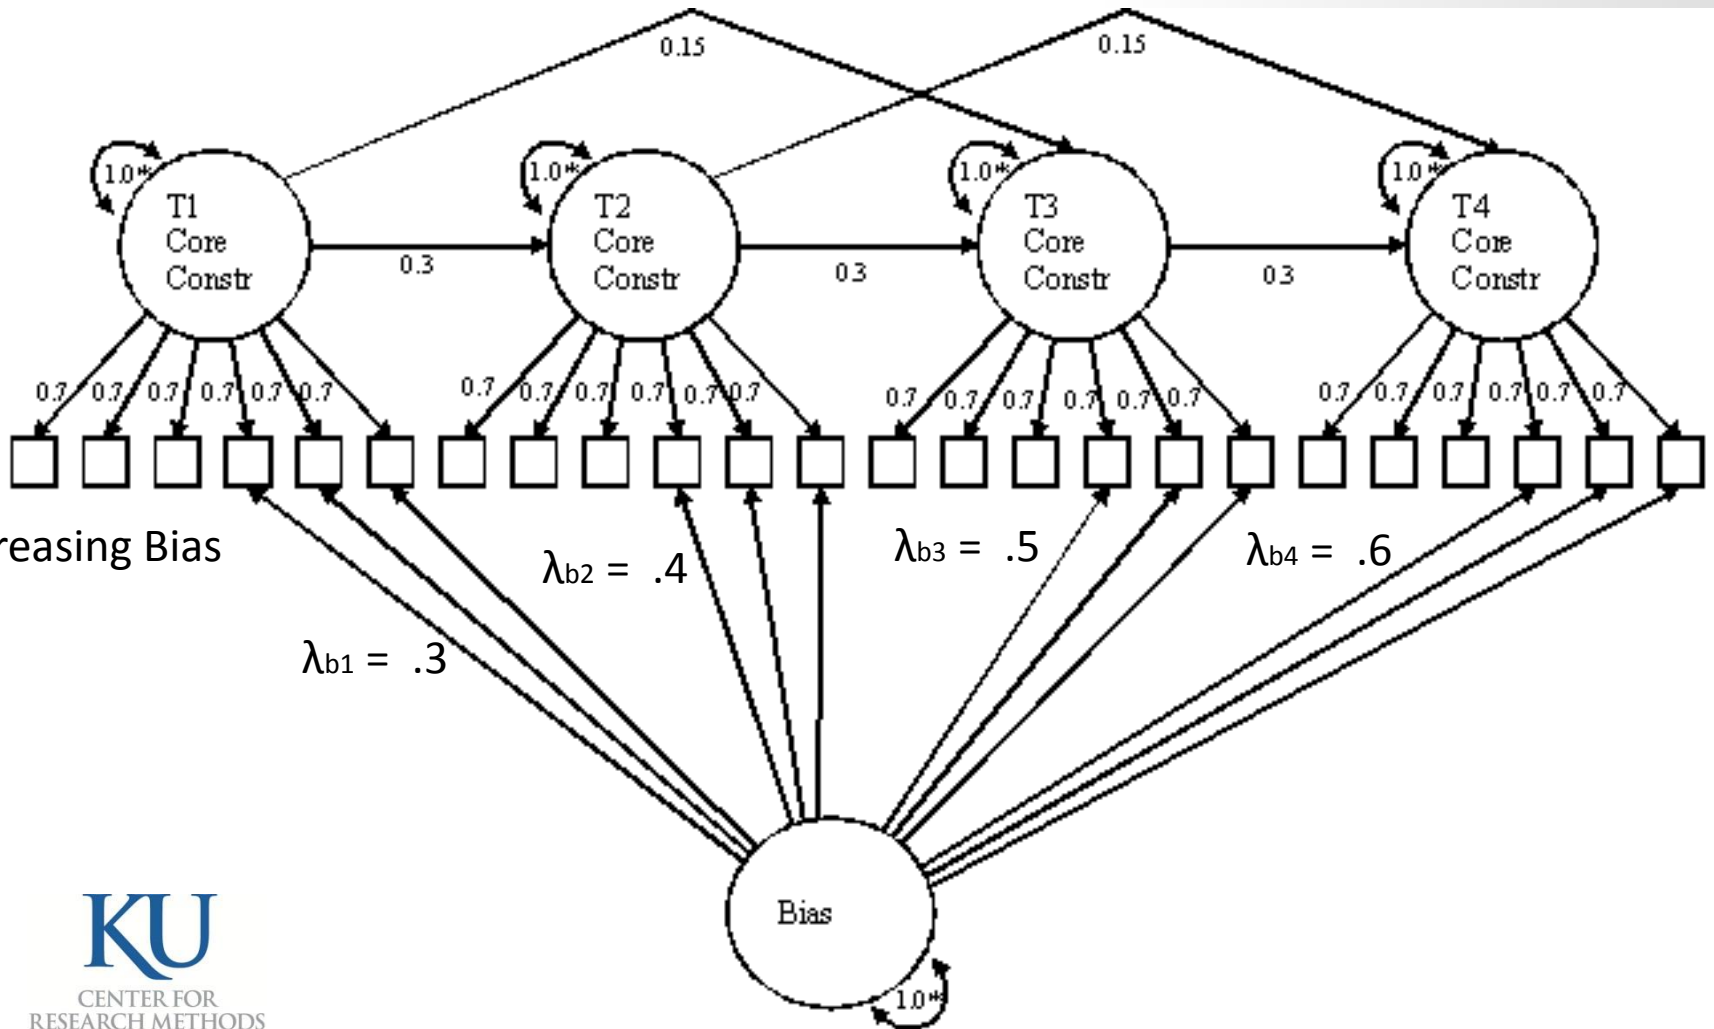 0.15
0.15
1.0*
1.0*
1.0*
1.0*
T1
Core
Constr
T2
Core
Constr
T3
Core
Constr
T4
Core
Constr
0.3
0.3
0.3
0.7 0.7 0.7 0.7 0.7 0.7
0.7 0.7 0.7 0.7 0.7 0.7
0.7 0.7 0.7 0.7 0.7 0.7
0.7 0.7 0.7 0.7 0.7 0.7
reasing Bias
λb1 = .3
λb2 = .4
λb3 = .5
λb4 = .6
Bias
1.0*
KU
CENTER FOR
RESEARCH METHODS